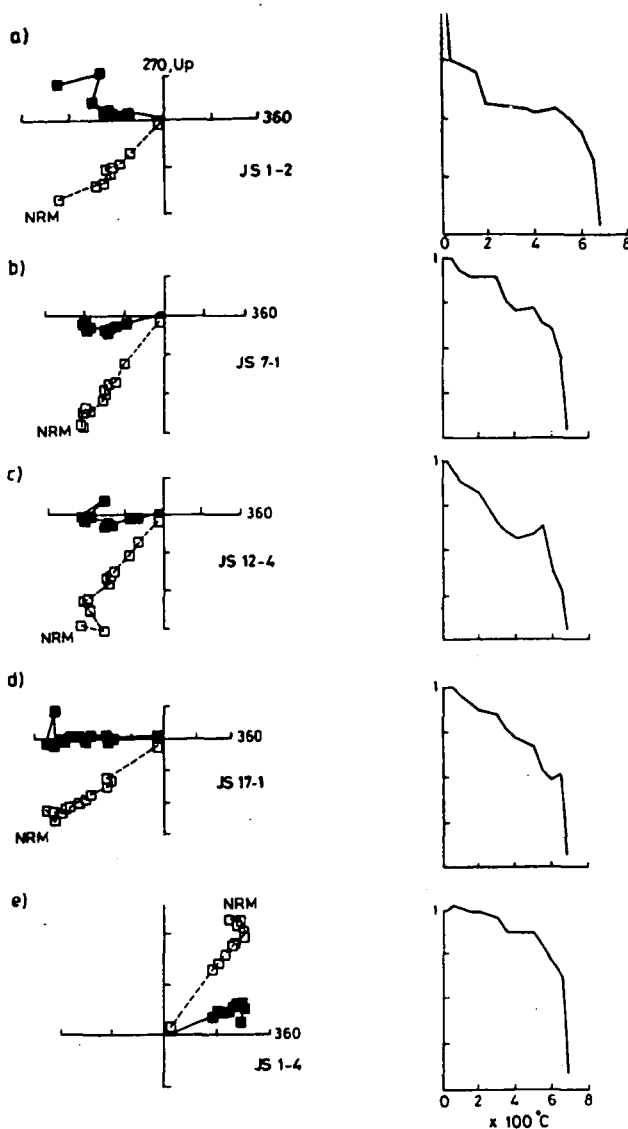 a)
270,Up
360
JS 1-2
NRM
0 2 4 6 8
b)
360
JS 7-1
NRM
1
c)
360
JS 12-4
NRM
1
d)
360
JS 17-1
NRM
1
e)
NRM
360
JS 1-4
1
0 2 4 6 8
x 100°C